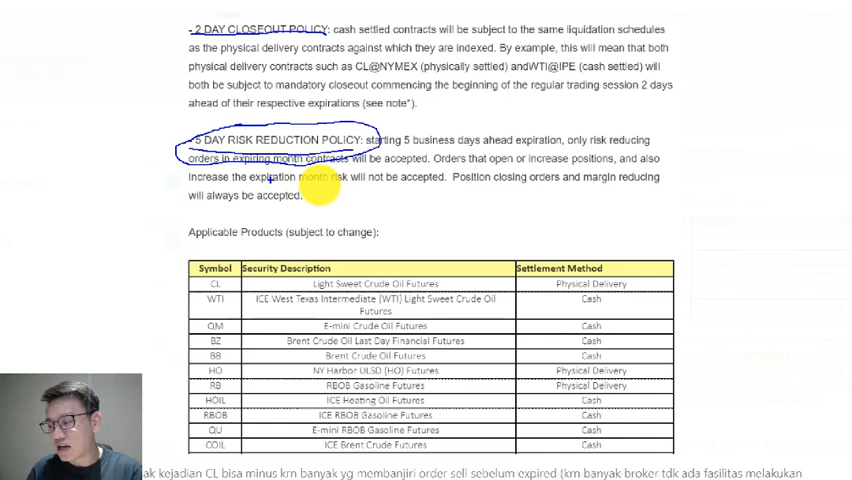 - 2 DAY CLOSEOUT POLICY: cash settled contracts will be subject to the same liquidation schedules
as the physical delivery contracts against which they are indexed. By example, this will mean that both
physical delivery contracts such as CL@NYMEX (physically settled) andWTI@IPE (cash settled) will
both be subject to mandatory closeout commencing the beginning of the regular trading session 2 days
ahead of their respective expirations (see note*).
- 5 DAY RISK REDUCTION POLICY: starting 5 business days ahead expiration, only risk reducing
orders in expiring month contracts will be accepted. Orders that open or increase positions, and also
increase the expiration month risk will not be accepted. Position closing orders and margin reducing
will always be accepted.
Applicable Products (subject to change):
Symbol Security Description Settlement Method
CL Light Sweet Crude Oil Futures Physical Delivery
WTI ICE West Texas Intermediate (WTI) Light Sweet Crude Oil Futures Cash
QM E-mini Crude Oil Futures Cash
BZ Brent Crude Oil Last Day Financial Futures Cash
BB Brent Crude Oil Futures Cash
HO NY Harbor ULSD (HO) Futures Physical Delivery
RB RBOB Gasoline Futures Physical Delivery
HOIL ICE Heating Oil Futures Cash
RBOB ICE RBOB Gasoline Futures Cash
QU E-mini RBOB Gasoline Futures Cash
COIL ICE Brent Crude Futures Cash
kejadian CL bisa minus krn banyak yg membanjiri order sell sebelum expired (krn banyak broker tdk ada fasilitas melakukan